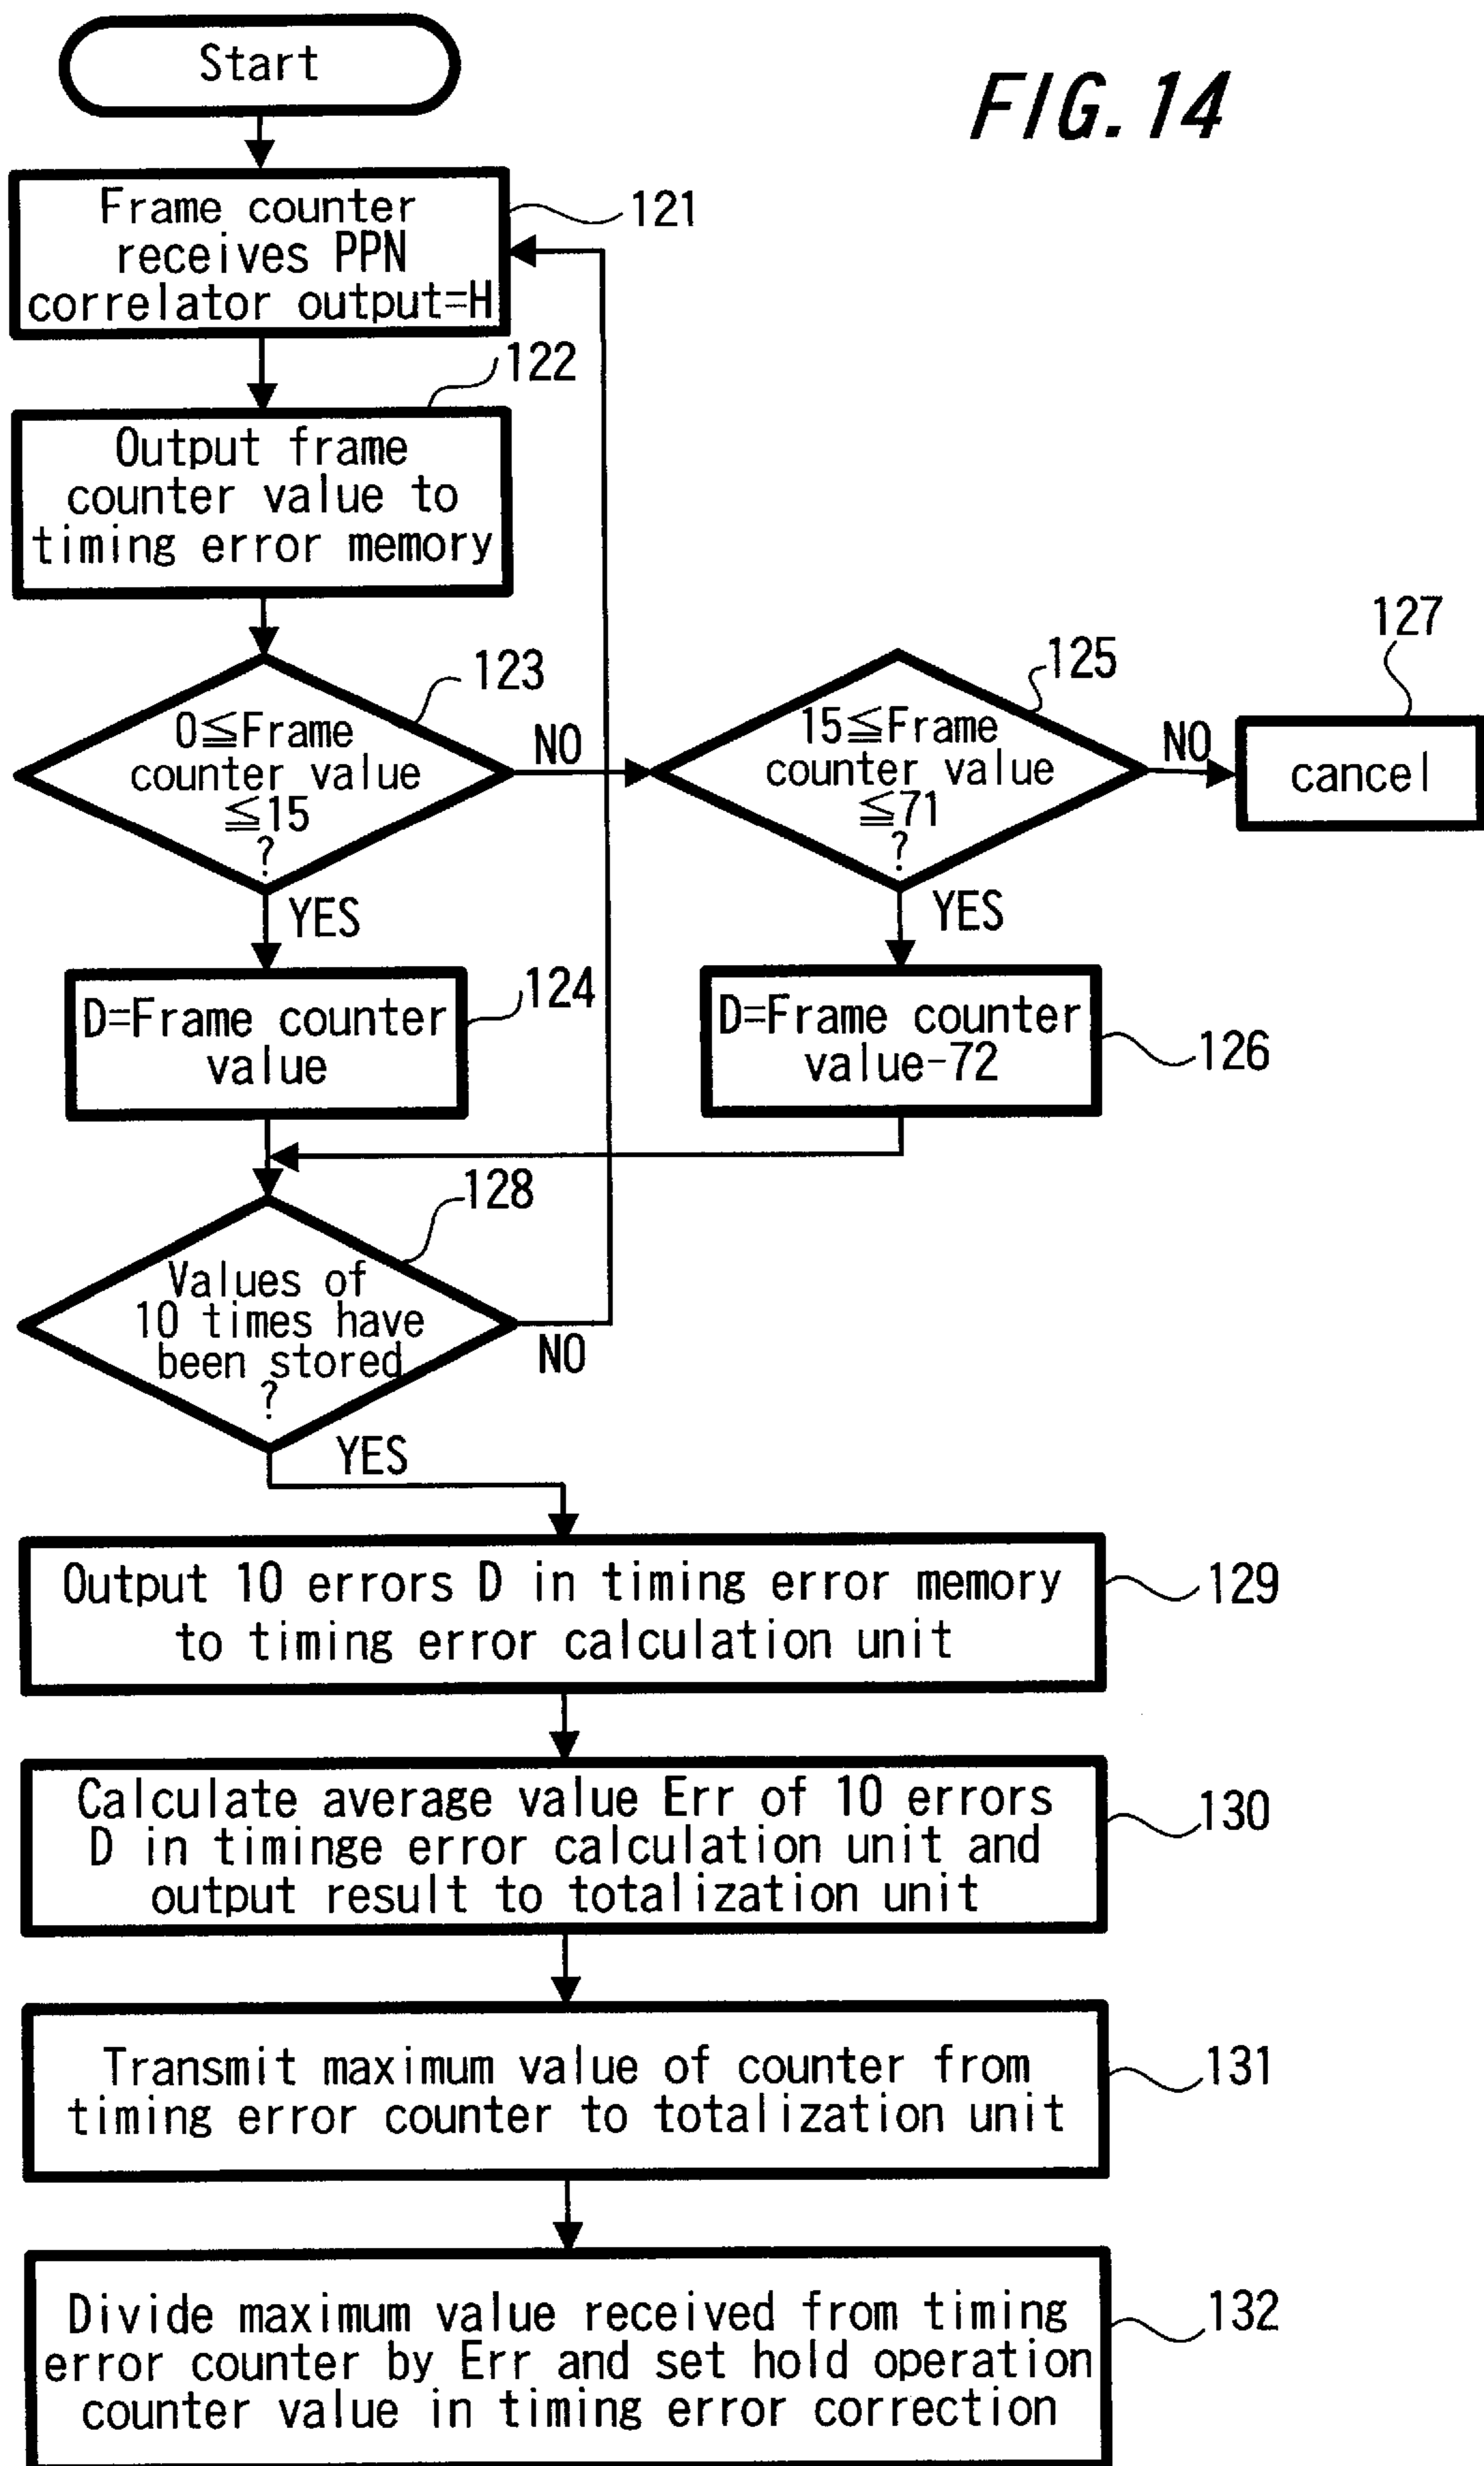 FIG.14
Start
Frame counter
receives PPN
correlator output=H
121
122
Output frame
counter value to
timing error memory
123
0≦Frame
counter value
≦15
?
NO
YES
125
15≦Frame
counter value
≦71
?
NO
YES
127
cancel
D=Frame counter
value
124
D=Frame counter
value-72
126
128
Values of
10 times have
been stored
?
NO
YES
Output 10 errors D in timing error memory
to timing error calculation unit
129
Calculate average value Err of 10 errors
D in timinge error calculation unit and
output result to totalization unit
130
Transmit maximum value of counter from
timing error counter to totalization unit
131
Divide maximum value received from timing
error counter by Err and set hold operation
counter value in timing error correction
132